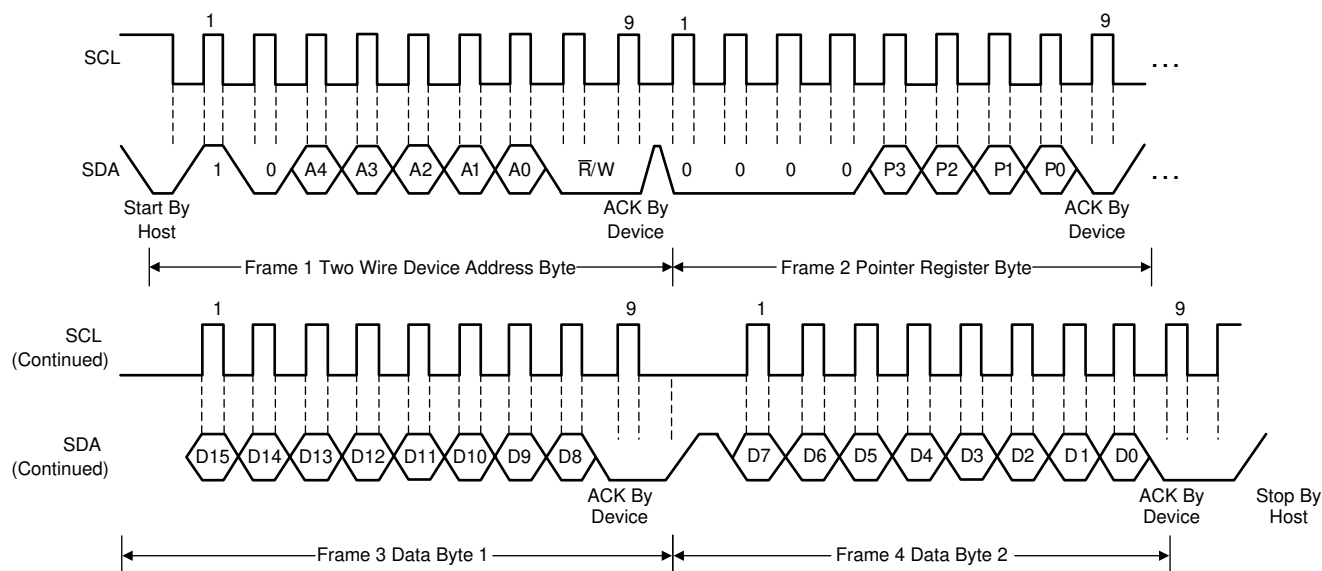 1 9 1 9
SCL ...
SDA 1 0 A4 A3 A2 A1 A0 R̅/W 0 0 0 0 P3 P2 P1 P0 ...
Start By
Host
ACK By
Device
ACK By
Device
Frame 1 Two Wire Device Address Byte
Frame 2 Pointer Register Byte
1 9 1 9
SCL
(Continued)
SDA
(Continued)
D15 D14 D13 D12 D11 D10 D9 D8 D7 D6 D5 D4 D3 D2 D1 D0
ACK By
Device
ACK By
Device
Stop By
Host
Frame 3 Data Byte 1
Frame 4 Data Byte 2